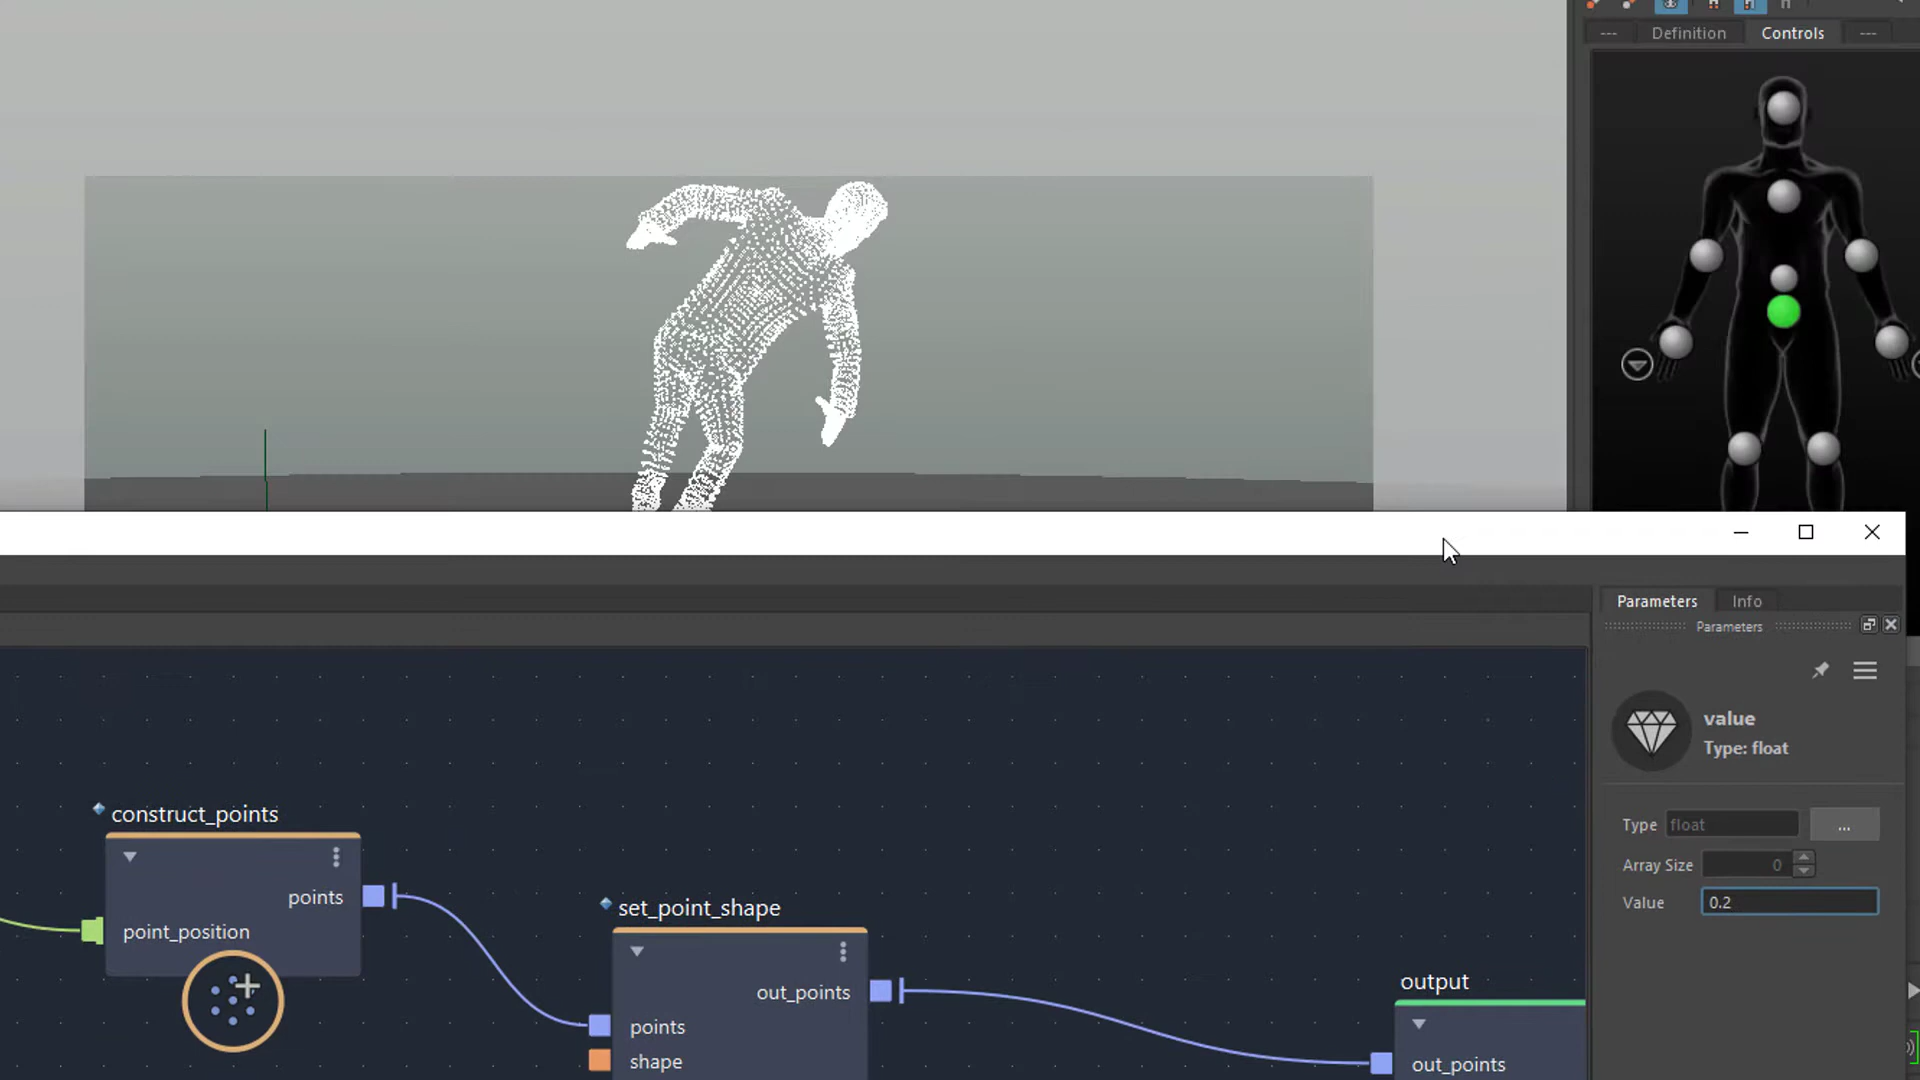 --- Definition Controls ---
Parameters Info
Parameters
value
Type: float
Type float ...
Array Size 0
Value 0.2
construct_points
points
point_position
set_point_shape
out_points
points
shape
output
out_points